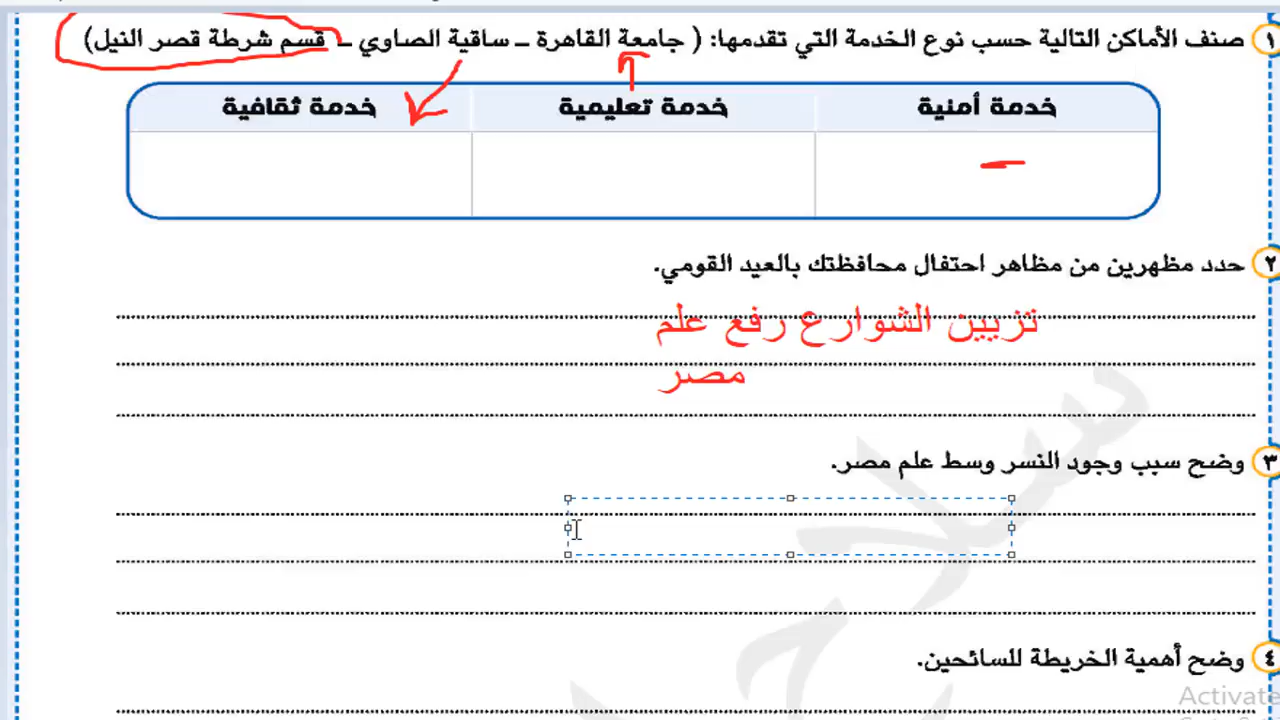 ١ صنف الأماكن التالية حسب نوع الخدمة التي تقدمها: ( جامعة القاهرة – ساقية الصاوي – قسم شرطة قصر النيل)
خدمة أمنية خدمة تعليمية خدمة ثقافية
٢ حدد مظهرين من مظاهر احتفال محافظتك بالعيد القومي.
تزيين الشوارع رفع علم
مصر
٣ وضح سبب وجود النسر وسط علم مصر.
٤ وضح أهمية الخريطة للسائحين.
Activate